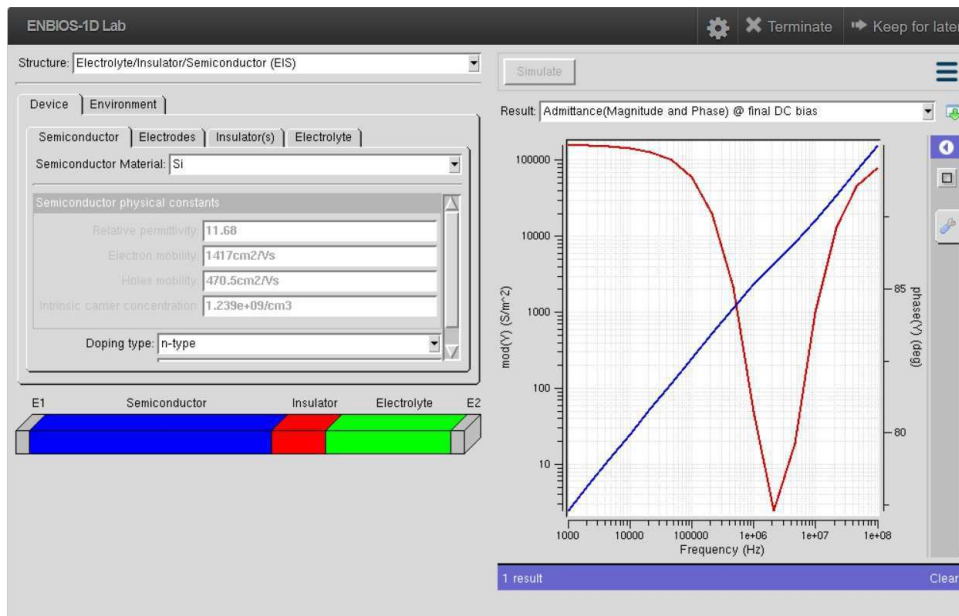 ENBIOS-1D Lab
Terminate
Keep for later
Structure: Electrolyte/Insulator/Semiconductor (EIS)
Device
Environment
Semiconductor
Electrodes
Insulator(s)
Electrolyte
Semiconductor Material: Si
Semiconductor physical constants
Relative permittivity: 11.68
Electron mobility: 1417cm2/Vs
Holes mobility: 470.5cm2/Vs
Intrinsic carrier concentration: 1.239e+09/cm3
Doping type: n-type
E1
Semiconductor
Insulator
Electrolyte
E2
Simulate
Result: Admittance(Magnitude and Phase) @ final DC bias
mod(Y) (S/m^2)
100000
10000
1000
100
10
85
80
phase(Y) (deg)
1000
10000
100000
1e+06
1e+07
1e+08
Frequency (Hz)
1 result
Clear